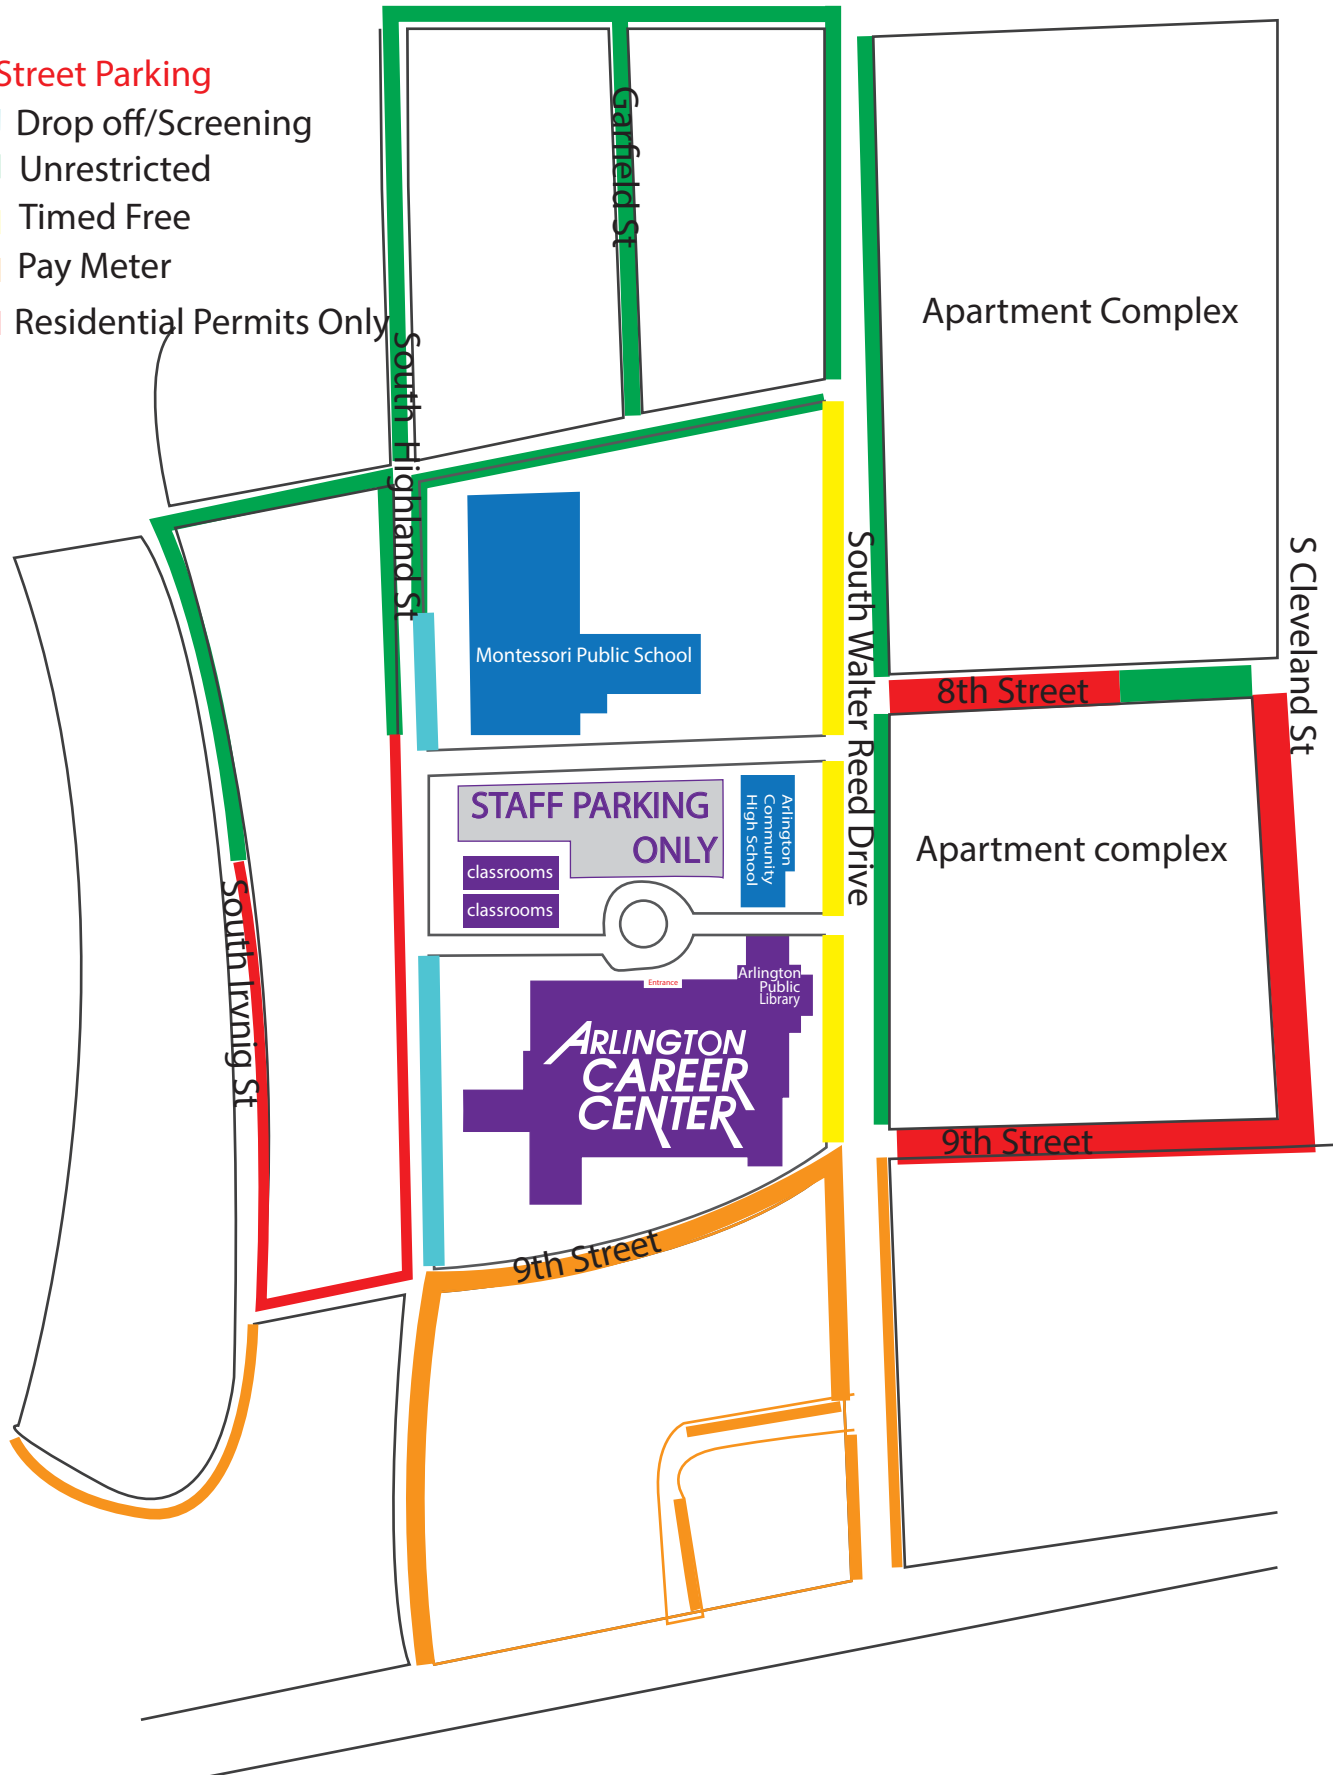 Street Parking
Drop off/Screening
Unrestricted
Timed Free
Pay Meter
Residential Permits Only
Garfield St
South Highland St
Apartment Complex
S Cleveland St
South Walter Reed Drive
Montessori Public School
8th Street
STAFF PARKING
ONLY
Arlington
Community
High School
classrooms
classrooms
Apartment complex
South Irvnig St
Entrance
Arlington
Public
Library
ARLINGTON
CAREER
CENTER
9th Street
9th Street